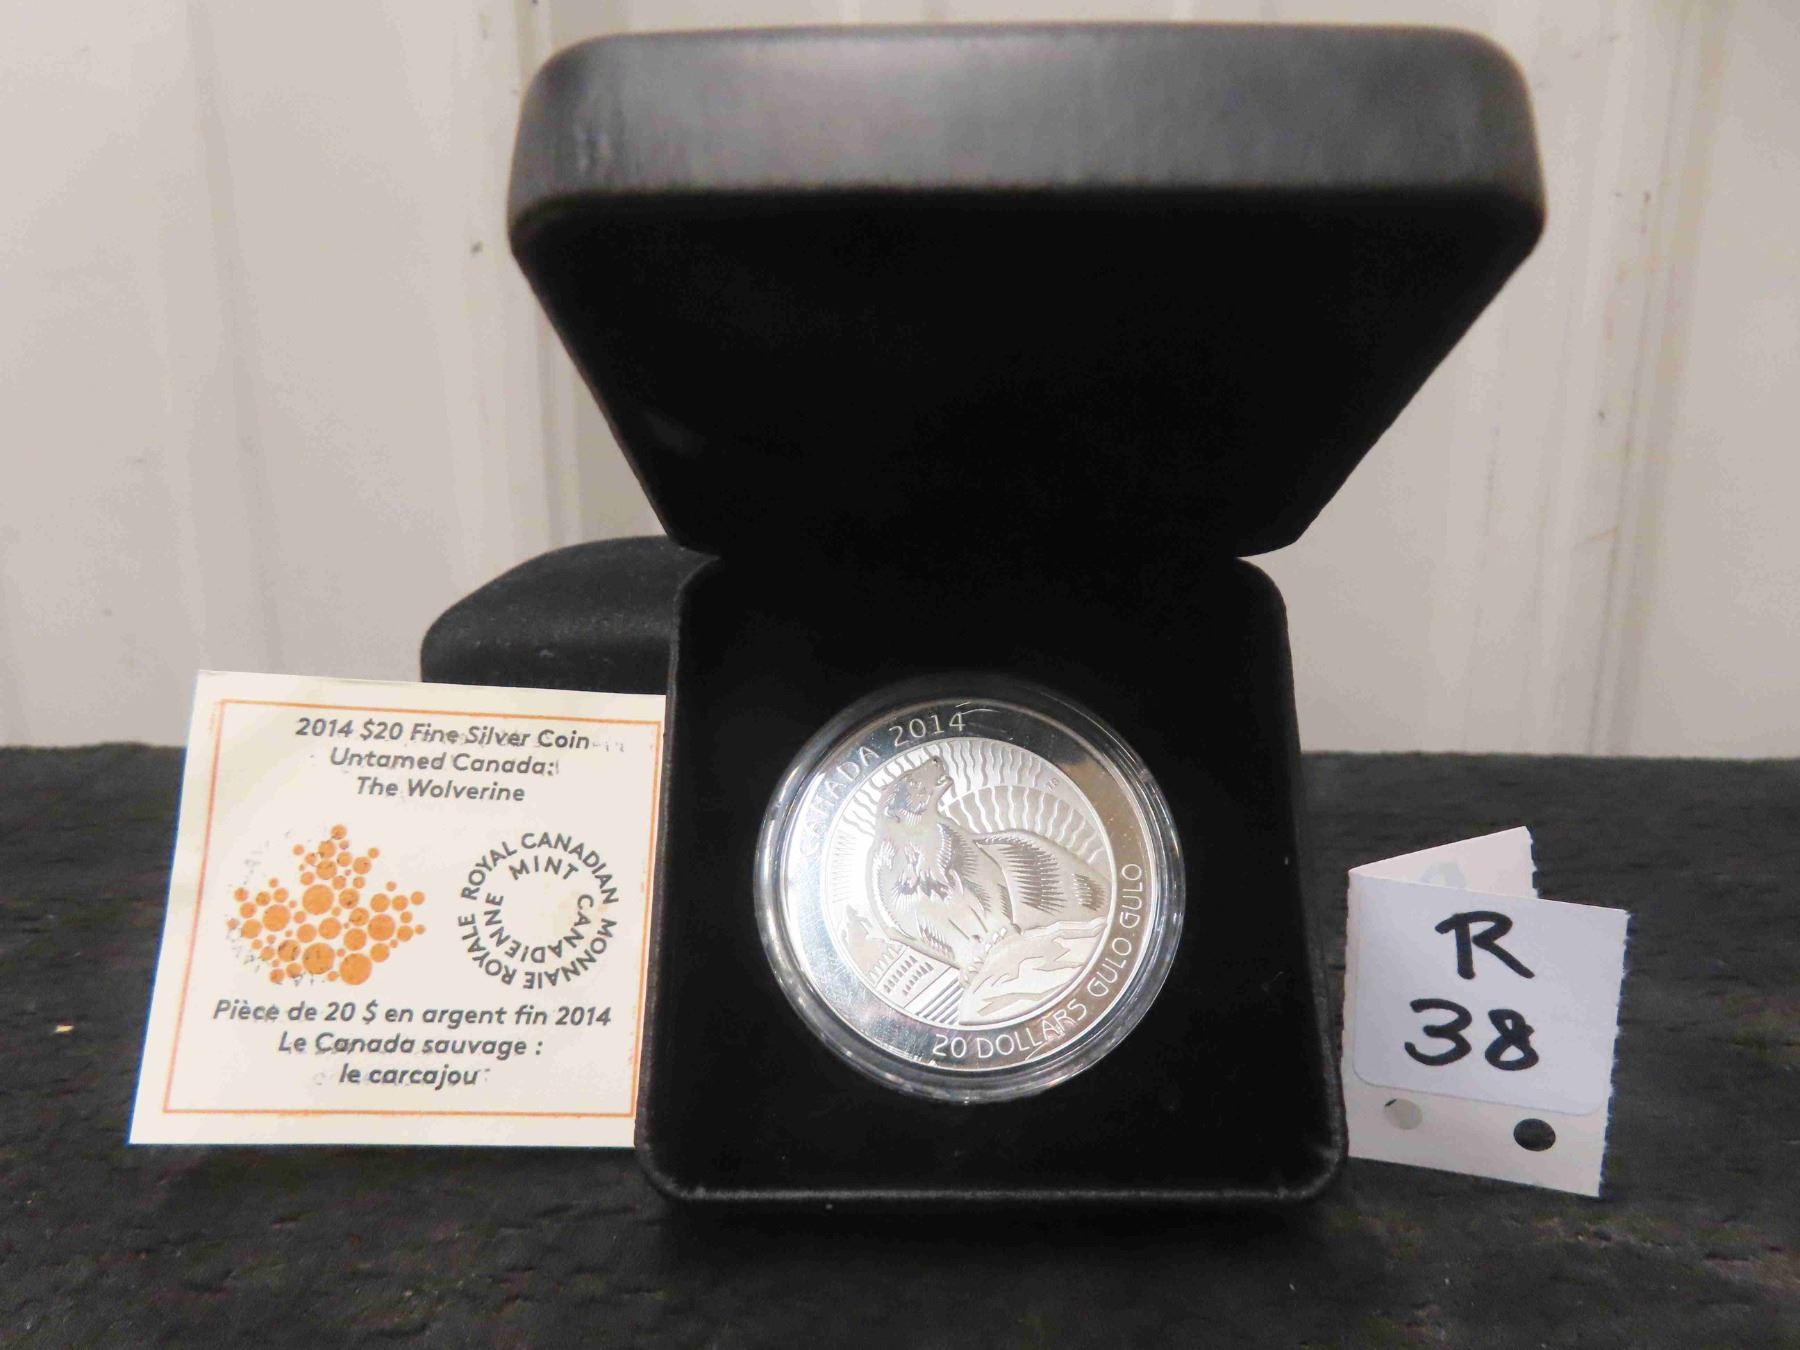 2014 $20 Fine Silver Coin
Untamed Canada:
The Wolverine
ROYAL CANADIAN MINT
MONNAIE ROYALE CANADIENNE
Pièce de 20 $ en argent fin 2014
Le Canada sauvage :
le carcajou
CANADA 2014
20 DOLLARS GULO GULO
R
38